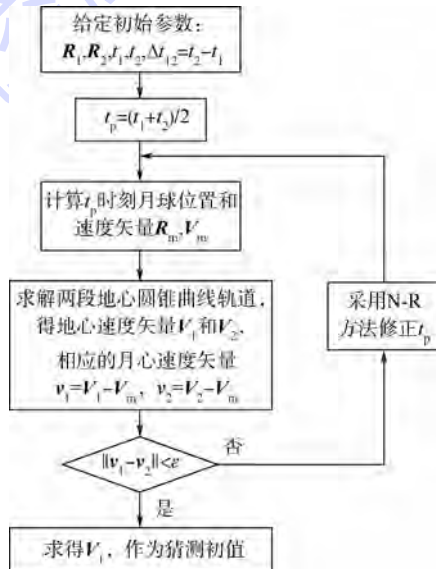 给定初始参数：
R₁,R₂,t₁,t₂,Δt₁₂=t₂−t₁
tₚ=(t₁+t₂)/2
计算tₚ时刻月球位置和
速度矢量Rₘ,Vₘ
求解两段地心圆锥曲线轨道，
得地心速度矢量V₁和V₂，
相应的月心速度矢量
v₁=V₁−Vₘ, v₂=V₂−Vₘ
采用N-R
方法修正tₚ
||v₁−v₂||<ε
否
是
求得V₁，作为猜测初值